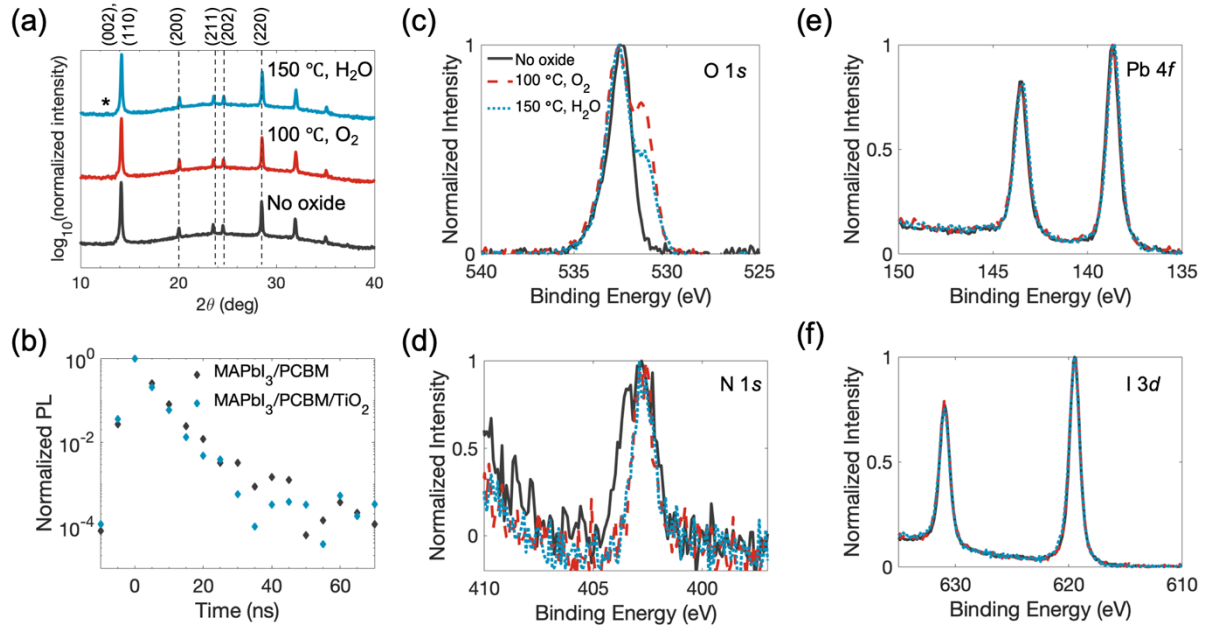 (a)
(002),
(110)
(200)
(211)
(202)
(220)
150 °C, H₂O
*
100 °C, O₂
No oxide
log₁₀(normalized intensity)
10 20 30 40
2θ (deg)
(b)
10⁰
10⁻²
10⁻⁴
Normalized PL
MAPbI₃/PCBM
MAPbI₃/PCBM/TiO₂
0 20 40 60
Time (ns)
(c)
O 1s
No oxide
100 °C, O₂
150 °C, H₂O
1
0.5
0
Normalized Intensity
540 535 530 525
Binding Energy (eV)
(d)
N 1s
1
0.5
0
Normalized Intensity
410 405 400
Binding Energy (eV)
(e)
Pb 4f
1
0.5
0
Normalized Intensity
150 145 140 135
Binding Energy (eV)
(f)
I 3d
1
0.5
0
Normalized Intensity
630 620 610
Binding Energy (eV)